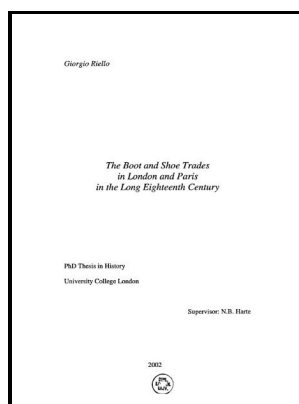 Giorgio Riello
The Boot and Shoe Trades
in London and Paris
in the Long Eighteenth Century
PhD Thesis in History
University College London
Supervisor: N.B. Harte
2002